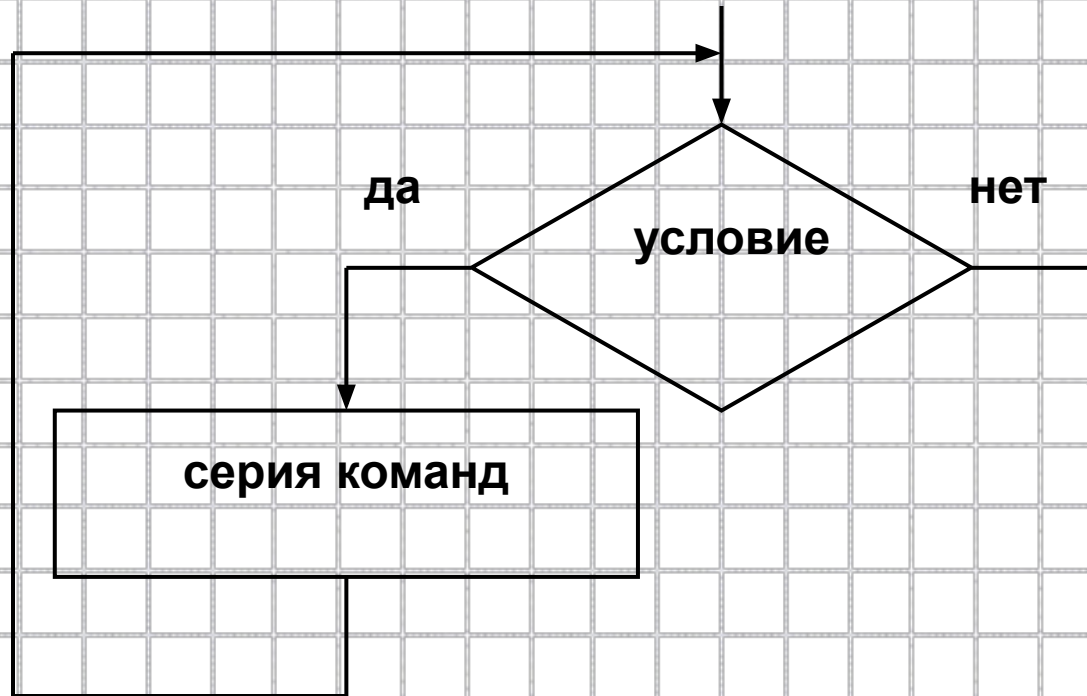 да
нет
условие
серия команд